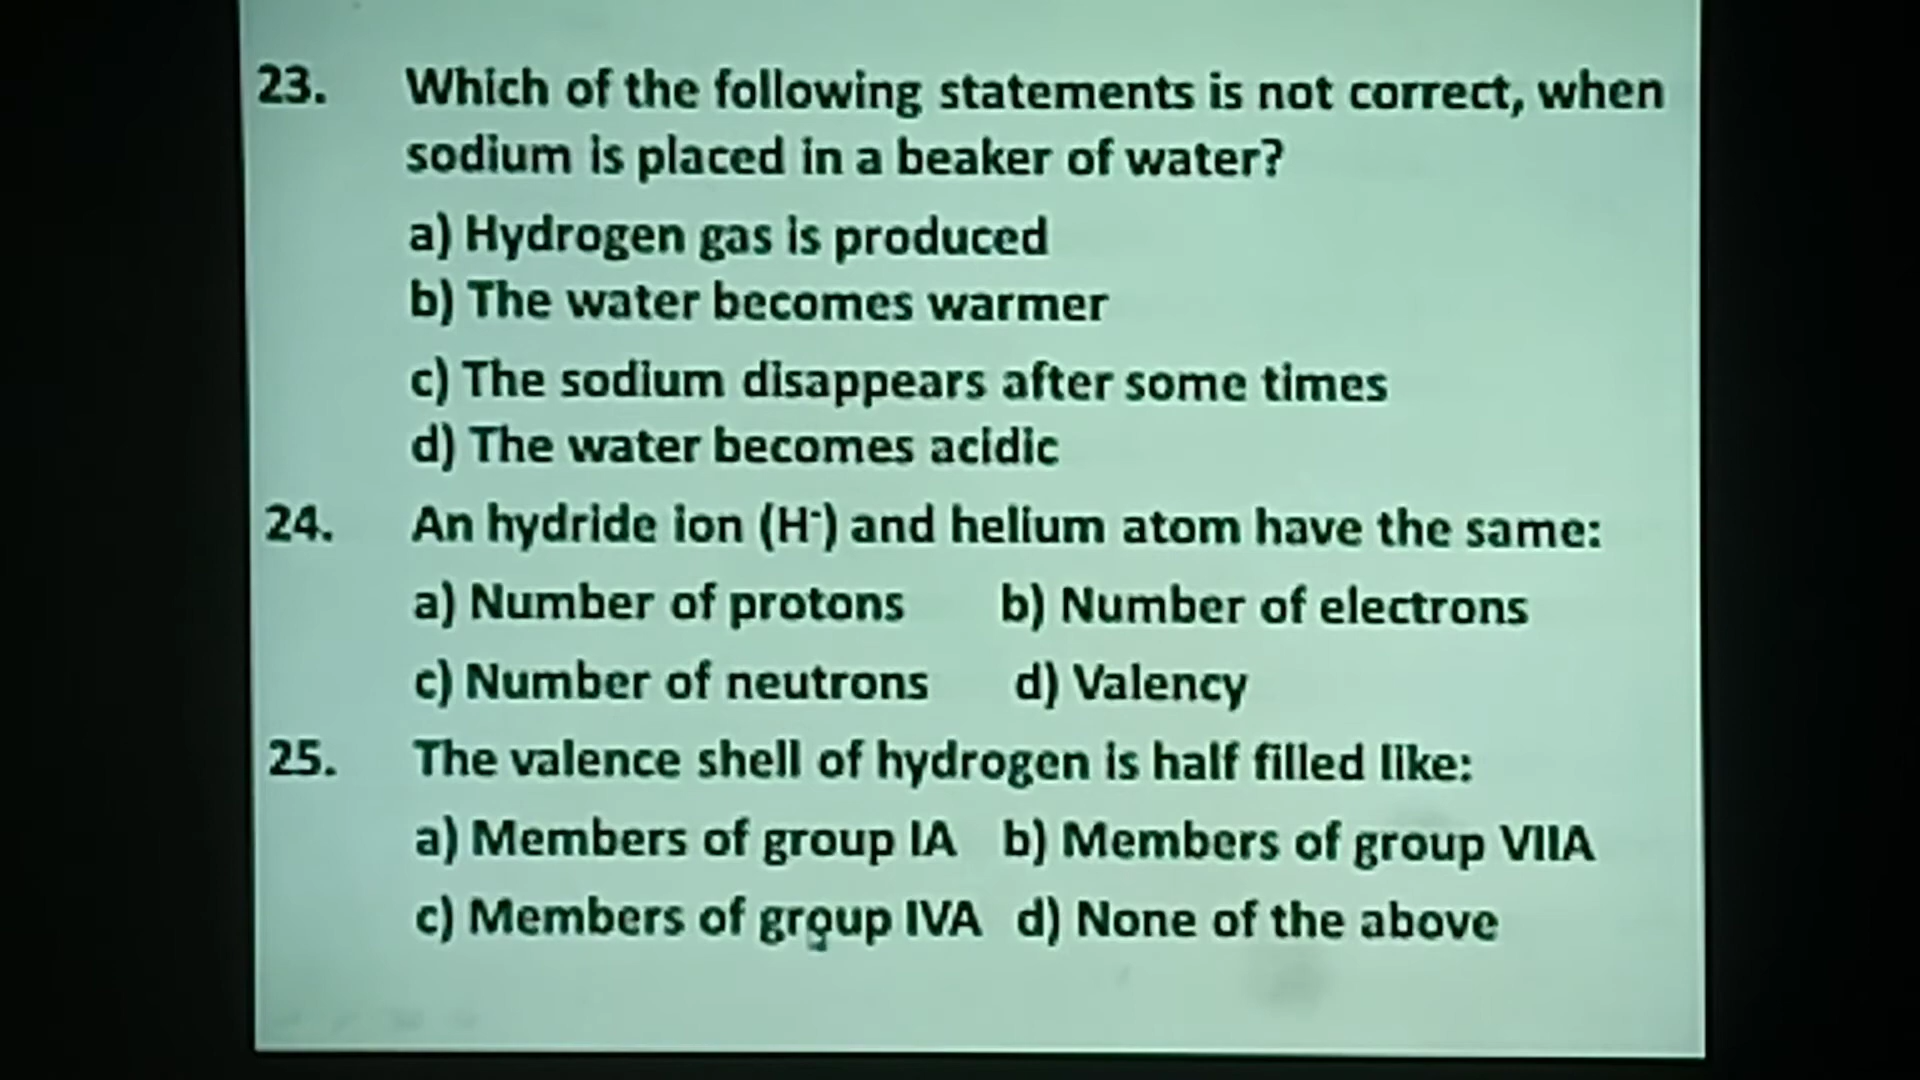 23. Which of the following statements is not correct, when
sodium is placed in a beaker of water?
a) Hydrogen gas is produced
b) The water becomes warmer
c) The sodium disappears after some times
d) The water becomes acidic
24. An hydride ion (H⁻) and helium atom have the same:
a) Number of protons b) Number of electrons
c) Number of neutrons d) Valency
25. The valence shell of hydrogen is half filled like:
a) Members of group IA b) Members of group VIIA
c) Members of group IVA d) None of the above